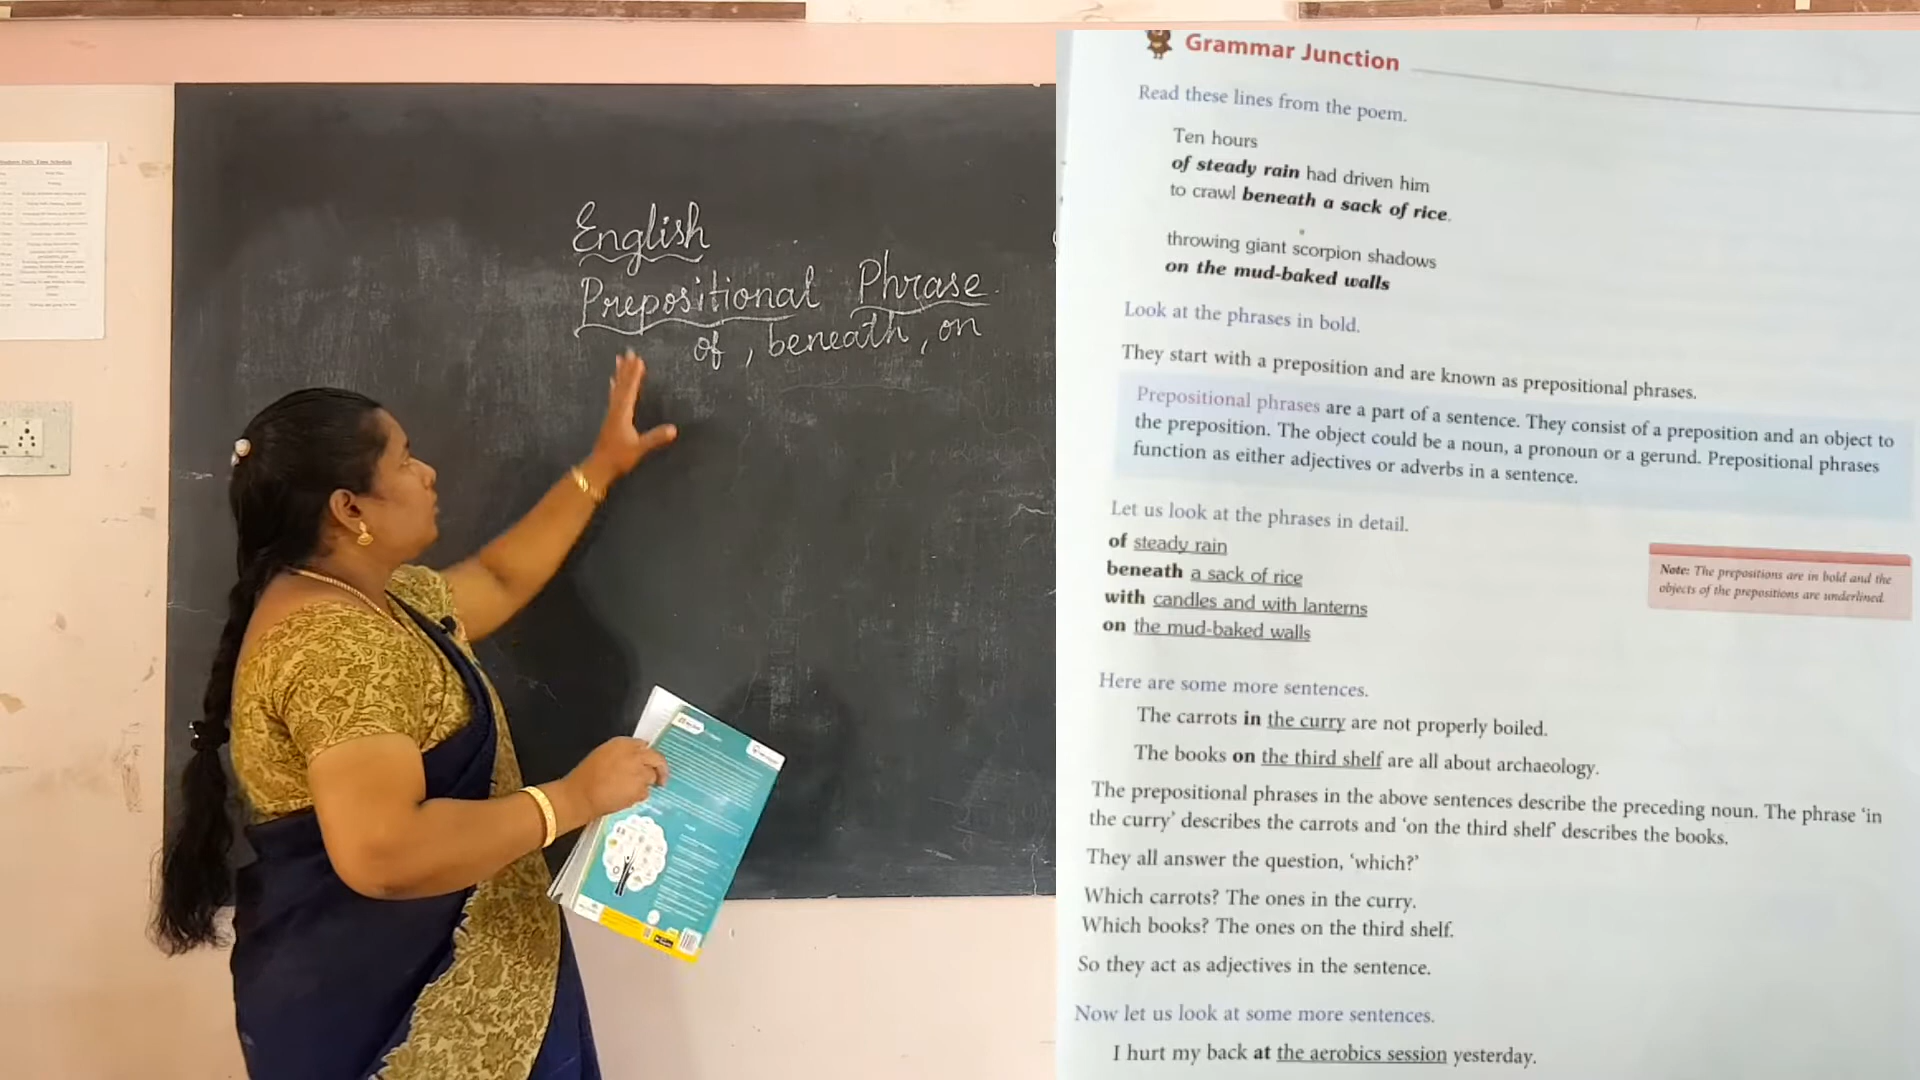 English
Prepositional Phrase
of, beneath, on
Grammar Junction
Read these lines from the poem.
Ten hours
of steady rain had driven him
to crawl beneath a sack of rice.
throwing giant scorpion shadows
on the mud-baked walls
Look at the phrases in bold.
They start with a preposition and are known as prepositional phrases.
Prepositional phrases are a part of a sentence. They consist of a preposition and an object to
the preposition. The object could be a noun, a pronoun or a gerund. Prepositional phrases
function as either adjectives or adverbs in a sentence.
Let us look at the phrases in detail.
of steady rain
beneath a sack of rice
with candles and with lanterns
on the mud-baked walls
Note: The prepositions are in bold and the
objects of the prepositions are underlined.
Here are some more sentences.
The carrots in the curry are not properly boiled.
The books on the third shelf are all about archaeology.
The prepositional phrases in the above sentences describe the preceding noun. The phrase ‘in
the curry’ describes the carrots and ‘on the third shelf’ describes the books.
They all answer the question, ‘which?’
Which carrots? The ones in the curry.
Which books? The ones on the third shelf.
So they act as adjectives in the sentence.
Now let us look at some more sentences.
I hurt my back at the aerobics session yesterday.